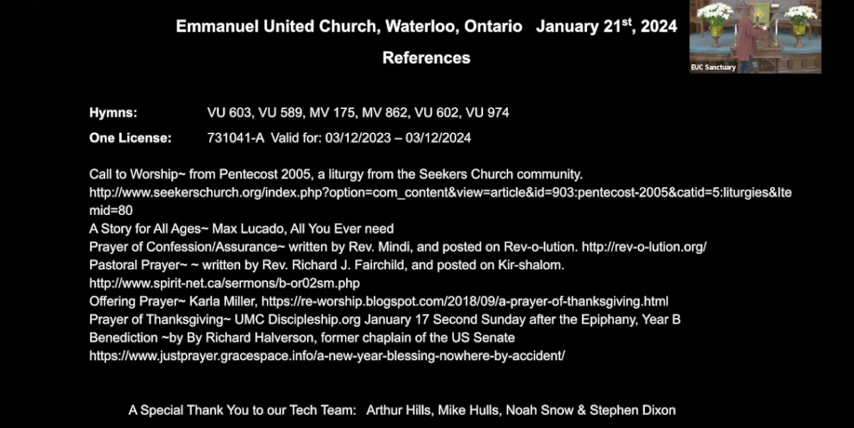 Emmanuel United Church, Waterloo, Ontario January 21st, 2024
References
EUC Sanctuary
Hymns: VU 603, VU 589, MV 175, MV 862, VU 602, VU 974
One License: 731041-A Valid for: 03/12/2023 – 03/12/2024
Call to Worship~ from Pentecost 2005, a liturgy from the Seekers Church community.
http://www.seekerschurch.org/index.php?option=com_content&view=article&id=903:pentecost-2005&catid=5:liturgies&Ite
mid=80
A Story for All Ages~ Max Lucado, All You Ever need
Prayer of Confession/Assurance~ written by Rev. Mindi, and posted on Rev-o-lution. http://rev-o-lution.org/
Pastoral Prayer~ ~ written by Rev. Richard J. Fairchild, and posted on Kir-shalom.
http://www.spirit-net.ca/sermons/b-or02sm.php
Offering Prayer~ Karla Miller, https://re-worship.blogspot.com/2018/09/a-prayer-of-thanksgiving.html
Prayer of Thanksgiving~ UMC Discipleship.org January 17 Second Sunday after the Epiphany, Year B
Benediction ~by By Richard Halverson, former chaplain of the US Senate
https://www.justprayer.gracespace.info/a-new-year-blessing-nowhere-by-accident/
A Special Thank You to our Tech Team: Arthur Hills, Mike Hulls, Noah Snow & Stephen Dixon